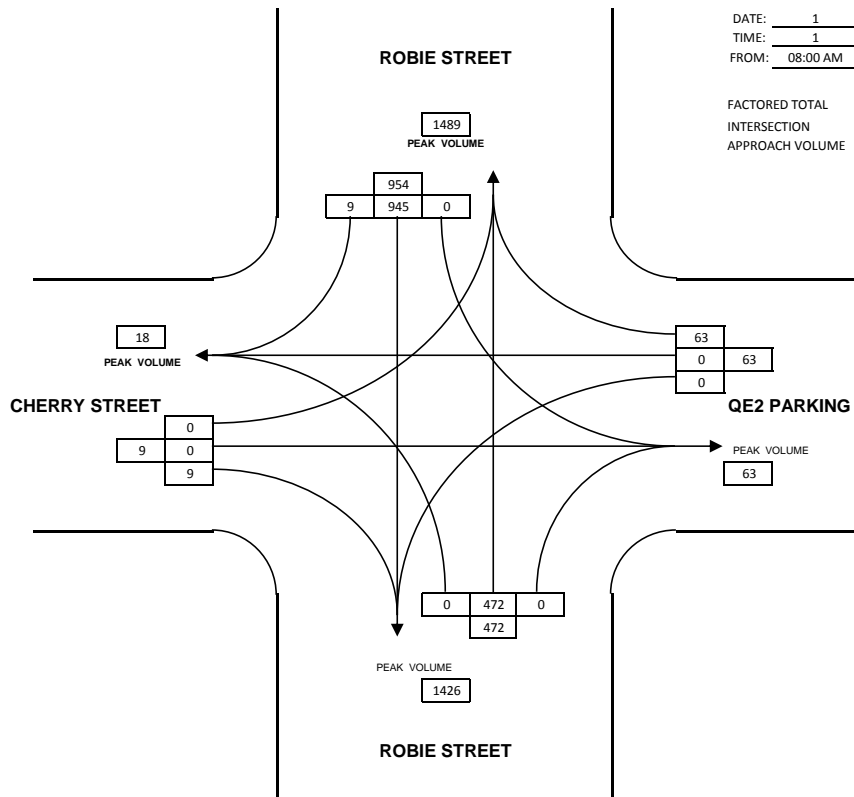 DATE: 1
TIME: 1
FROM: 08:00 AM
ROBIE STREET
FACTORED TOTAL
INTERSECTION
APPROACH VOLUME
1489
PEAK VOLUME
954
9 945 0
18
PEAK VOLUME
63
0 63
0
CHERRY STREET
QE2 PARKING
0
9 0
9
PEAK VOLUME
63
0 472 0
472
PEAK VOLUME
1426
ROBIE STREET